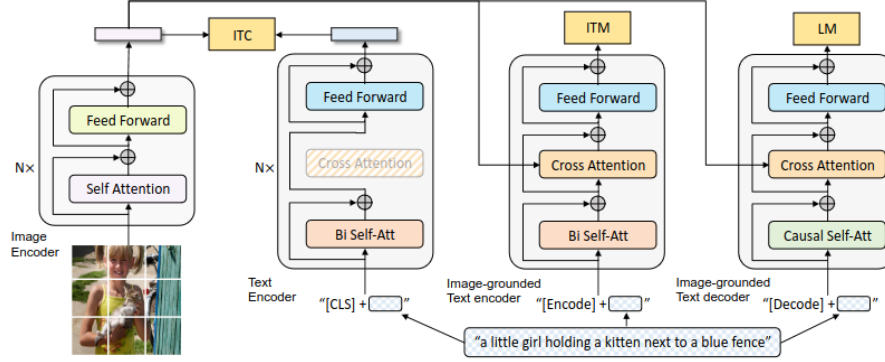 ITC
ITM
LM
Feed Forward
Self Attention
N×
Image
Encoder
Feed Forward
Cross Attention
Bi Self-Att
N×
Text
Encoder
Feed Forward
Cross Attention
Bi Self-Att
Image-grounded
Text encoder
Feed Forward
Cross Attention
Causal Self-Att
Image-grounded
Text decoder
“[CLS] + ”
“[Encode] + ”
“[Decode] + ”
“a little girl holding a kitten next to a blue fence”